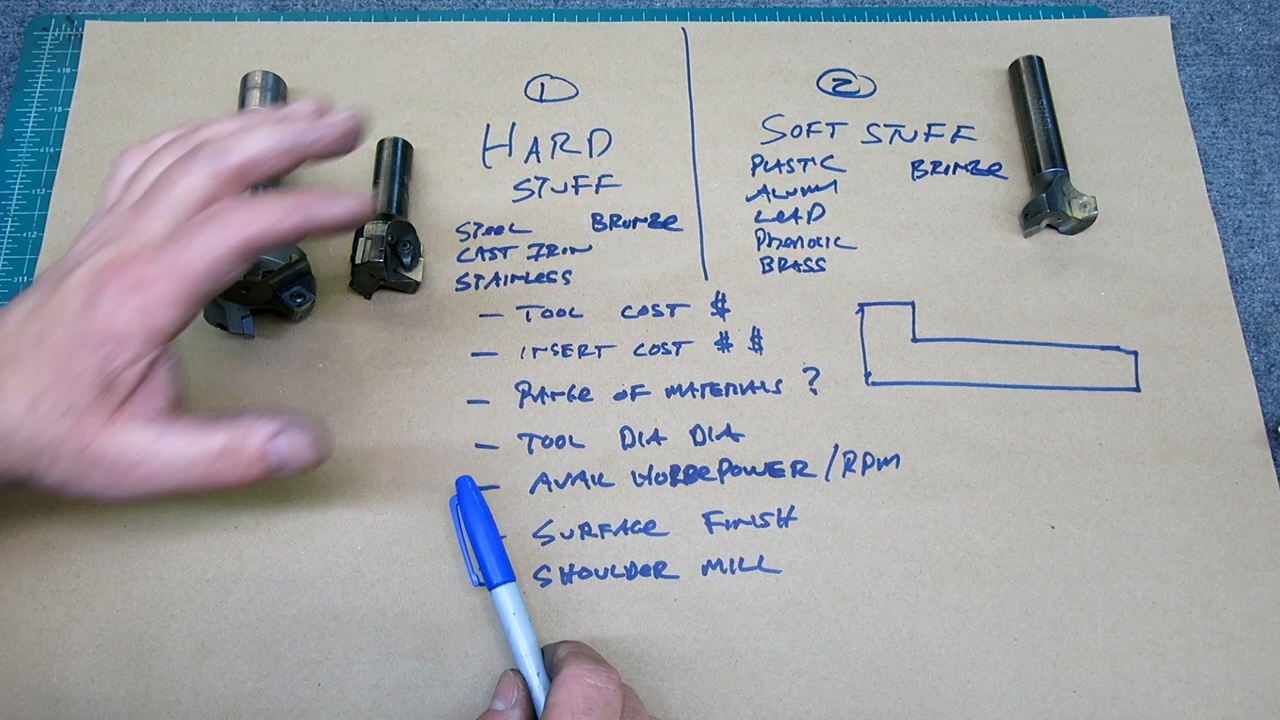 1
HARD
STUFF
STEEL BRONZE
CAST IRON
STAINLESS
2
SOFT STUFF
PLASTIC BRONZE
ALUM
LEAD
PHENOLIC
BRASS
- TOOL COST $
- INSERT COST $ $
- RANGE OF MATERIALS ?
- TOOL DIA DIA
- AVAIL HORSEPOWER/RPM
- SURFACE FINISH
SHOULDER MILL